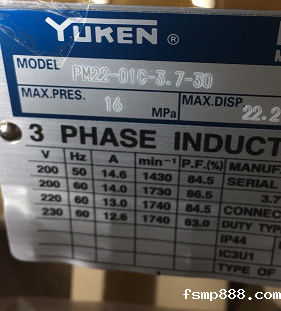 YUKEN ®
MODEL PM22-01C-3.7-30
MAX.PRES. 16 MPa MAX.DISP. 22.2
3 PHASE INDUCT
V Hz A min⁻¹ P.F.(%) MANUF
200 50 14.6 1430 84.5 SERIAL
200 60 14.0 1730 86.5 3.7
220 60 13.0 1740 84.5 CONNEC
230 60 12.6 1740 83.0 DUTY TYP
IP44
IC3U1
TYPE OF
fsmp888.com